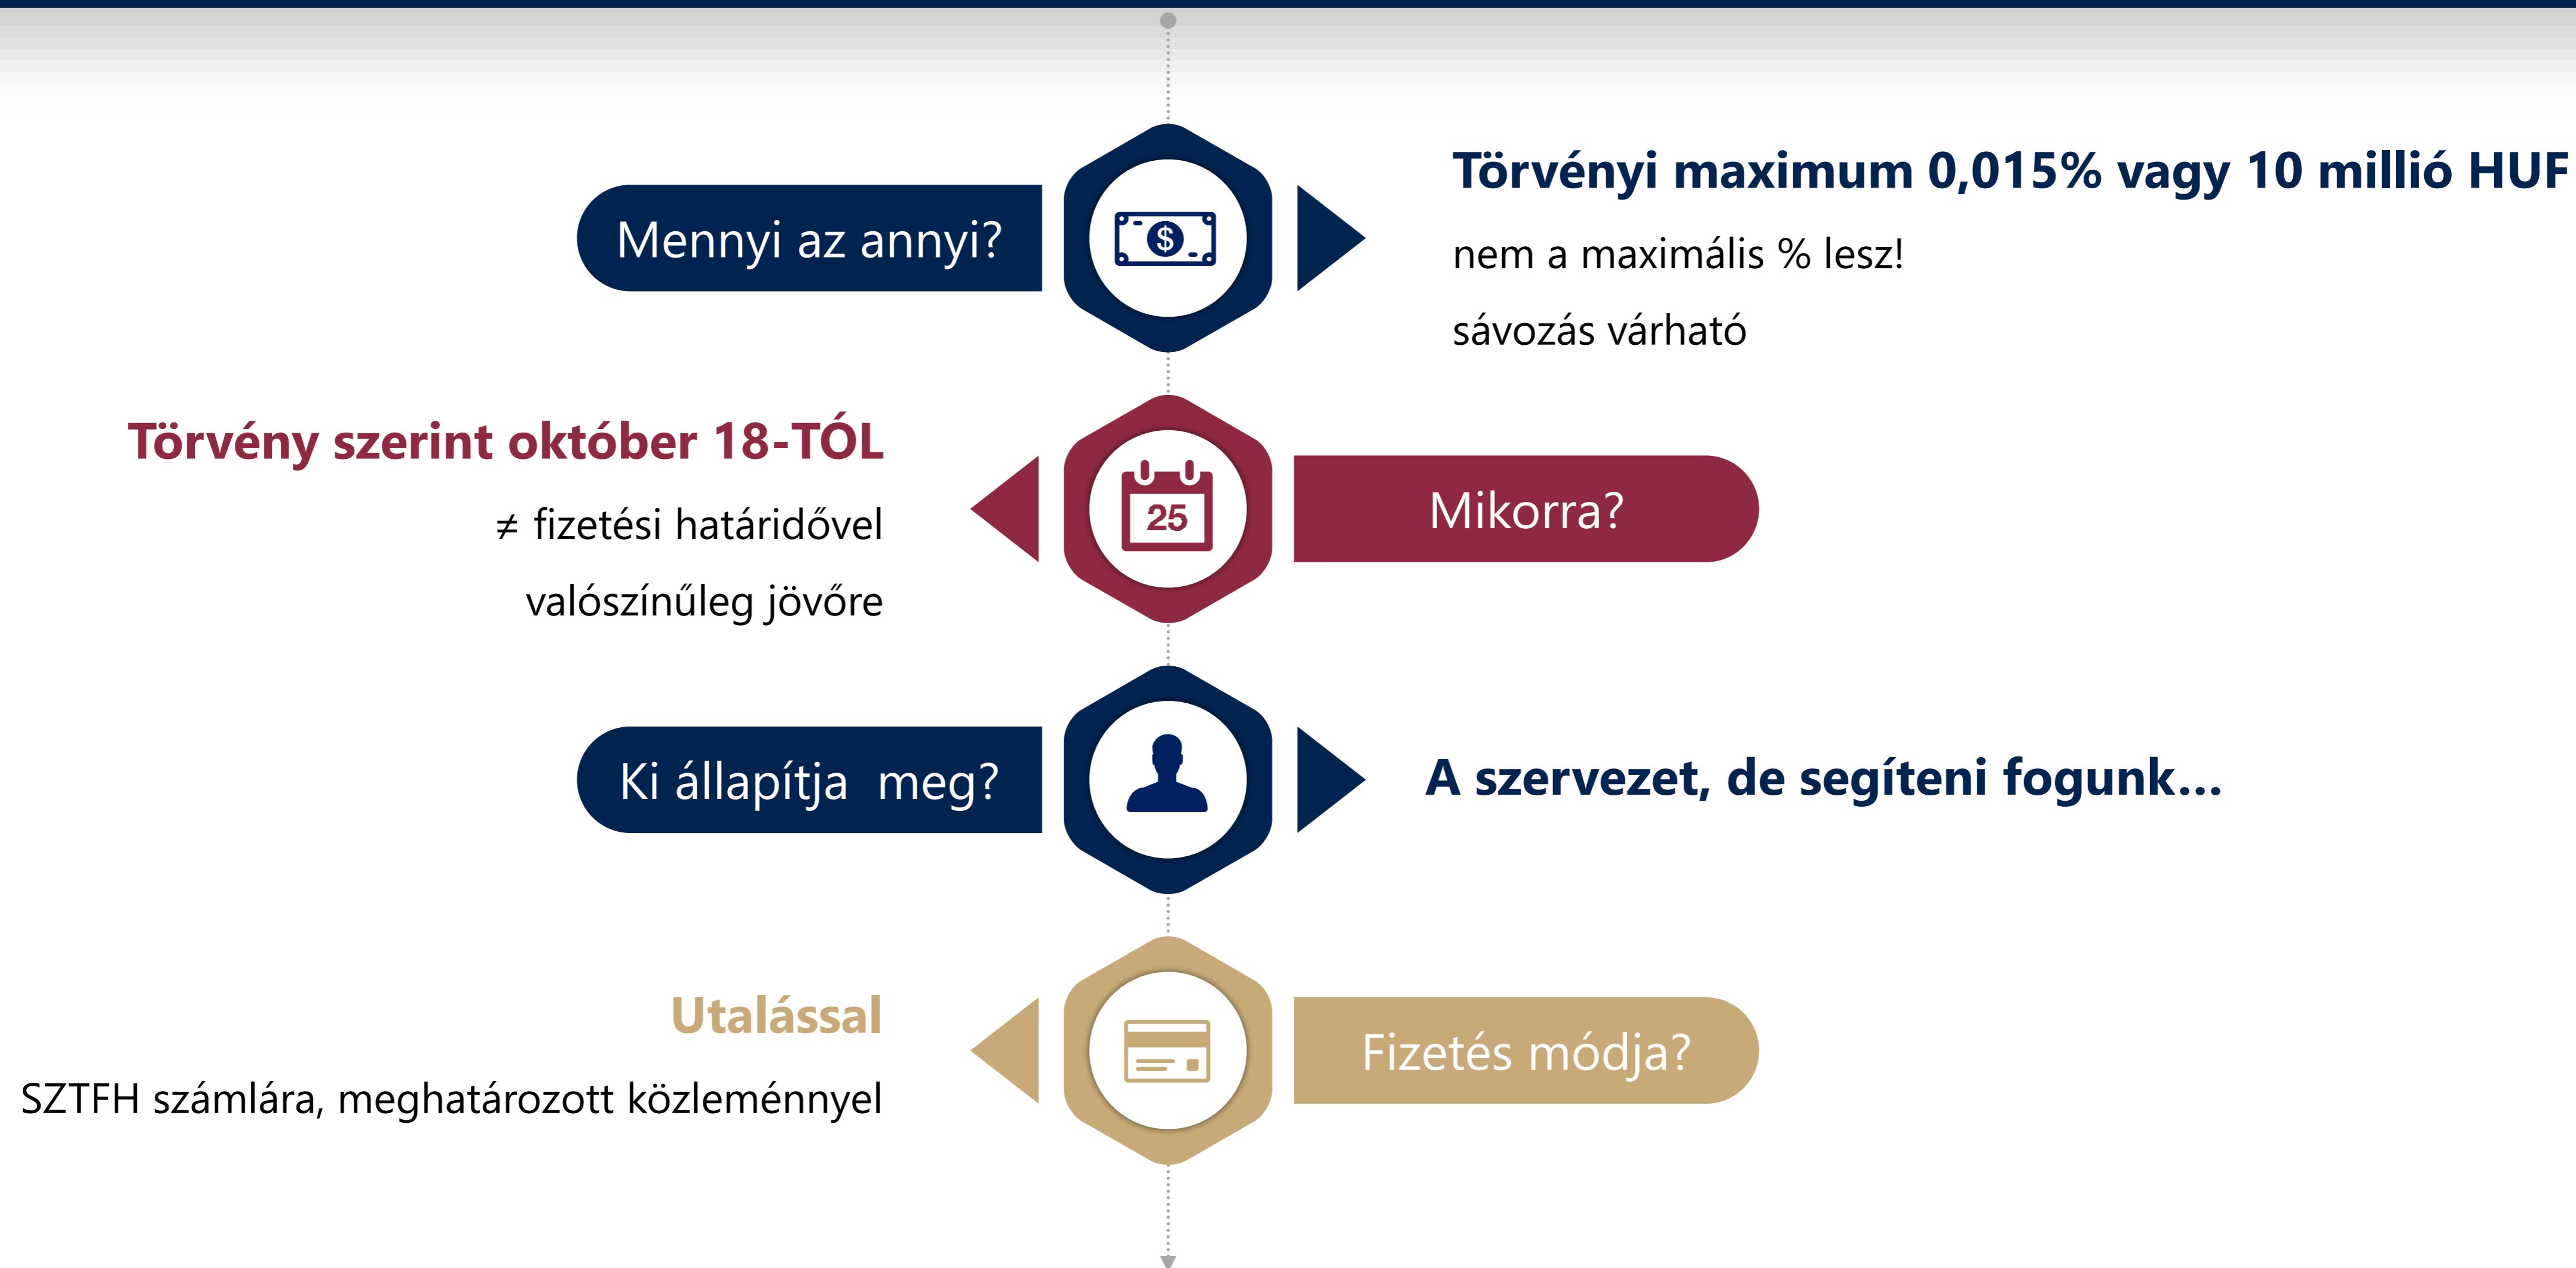 Mennyi az annyi?
$
Törvényi maximum 0,015% vagy 10 millió HUF
nem a maximális % lesz!
sávozás várható
Mikorra?
25
Törvény szerint október 18-TÓL
≠ fizetési határidővel
valószínűleg jövőre
Ki állapítja  meg?
A szervezet, de segíteni fogunk…
Fizetés módja?
Utalással
SZTFH számlára, meghatározott közleménnyel